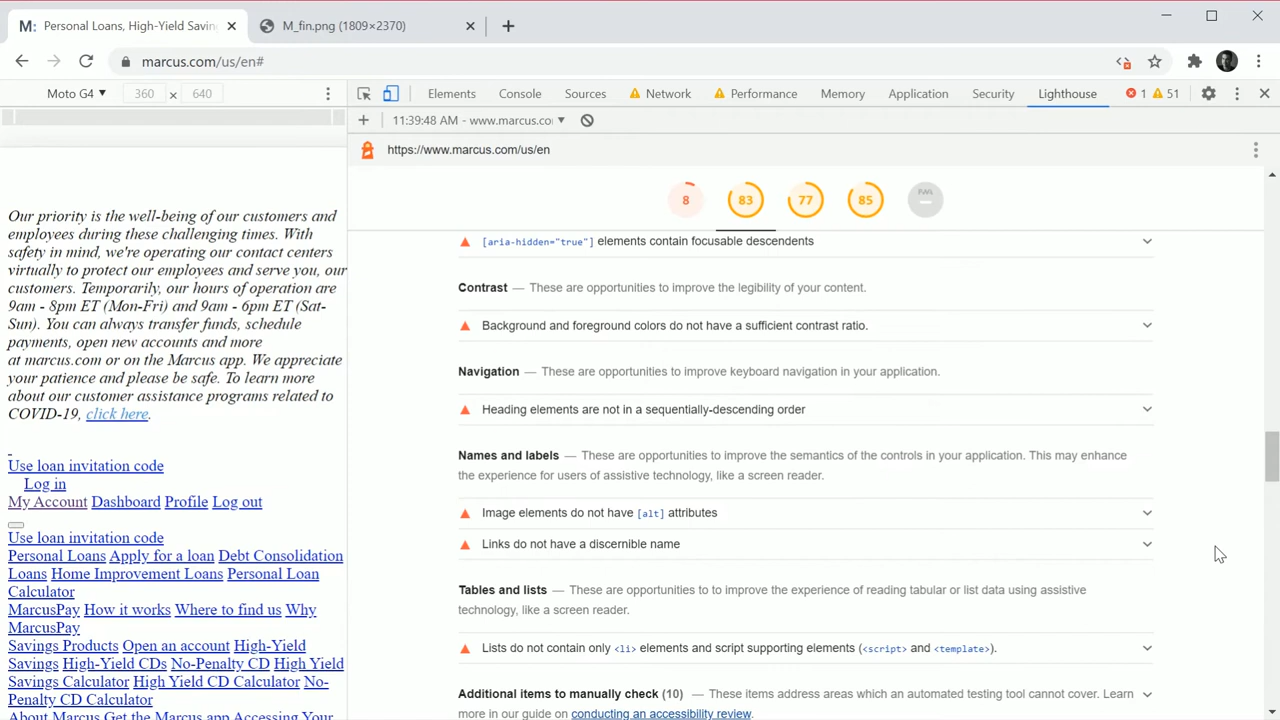 M: Personal Loans, High-Yield Savin
M_fin.png (1809×2370)
marcus.com/us/en#
Moto G4 ▼ 360 x 640
Elements Console Sources Network Performance Memory Application Security Lighthouse 1 51
11:39:48 AM - www.marcus.co
https://www.marcus.com/us/en
8 83 77 85 PWA
Our priority is the well-being of our customers and
employees during these challenging times. With
safety in mind, we're operating our contact centers
virtually to protect our employees and serve you, our
customers. Temporarily, our hours of operation are
9am - 8pm ET (Mon-Fri) and 9am - 6pm ET (Sat-
Sun). You can always transfer funds, schedule
payments, open new accounts and more
at marcus.com or on the Marcus app. We appreciate
your patience and please be safe. To learn more
about our customer assistance programs related to
COVID-19, click here.
Use loan invitation code
Log in
My Account Dashboard Profile Log out
Use loan invitation code
Personal Loans Apply for a loan Debt Consolidation
Loans Home Improvement Loans Personal Loan
Calculator
MarcusPay How it works Where to find us Why
MarcusPay
Savings Products Open an account High-Yield
Savings High-Yield CDs No-Penalty CD High Yield
Savings Calculator High Yield CD Calculator No-
Penalty CD Calculator
About Marcus Get the Marcus app Accessing Your
[aria-hidden="true"] elements contain focusable descendents
Contrast — These are opportunities to improve the legibility of your content.
Background and foreground colors do not have a sufficient contrast ratio.
Navigation — These are opportunities to improve keyboard navigation in your application.
Heading elements are not in a sequentially-descending order
Names and labels — These are opportunities to improve the semantics of the controls in your application. This may enhance
the experience for users of assistive technology, like a screen reader.
Image elements do not have [alt] attributes
Links do not have a discernible name
Tables and lists — These are opportunities to to improve the experience of reading tabular or list data using assistive
technology, like a screen reader.
Lists do not contain only <li> elements and script supporting elements (<script> and <template>).
Additional items to manually check (10) — These items address areas which an automated testing tool cannot cover. Learn
more in our guide on conducting an accessibility review.